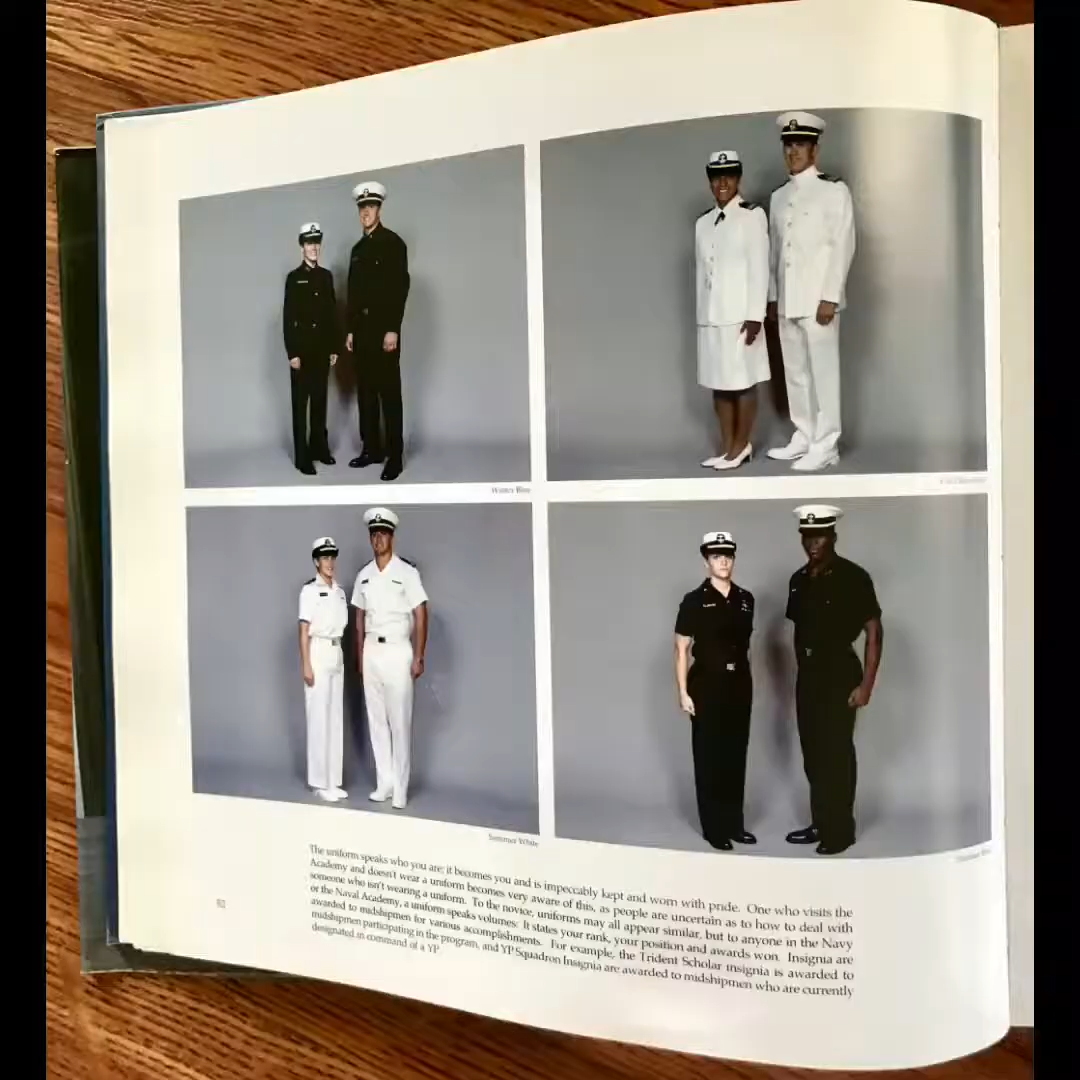 Winter Blue
Summer White
The uniform speaks who you are; it becomes you and is impeccably kept and worn with pride. One who visits the
Academy and doesn't wear a uniform becomes very aware of this, as people are uncertain as to how to deal with
someone who isn't wearing a uniform. To the novice, uniforms may all appear similar, but to anyone in the Navy
or the Naval Academy, a uniform speaks volumes: It states your rank, your position and awards won. Insignia are
awarded to midshipmen for various accomplishments. For example, the Trident Scholar insignia is awarded to
midshipmen participating in the program, and YP Squadron Insignia are awarded to midshipmen who are currently
designated in command of a YP.